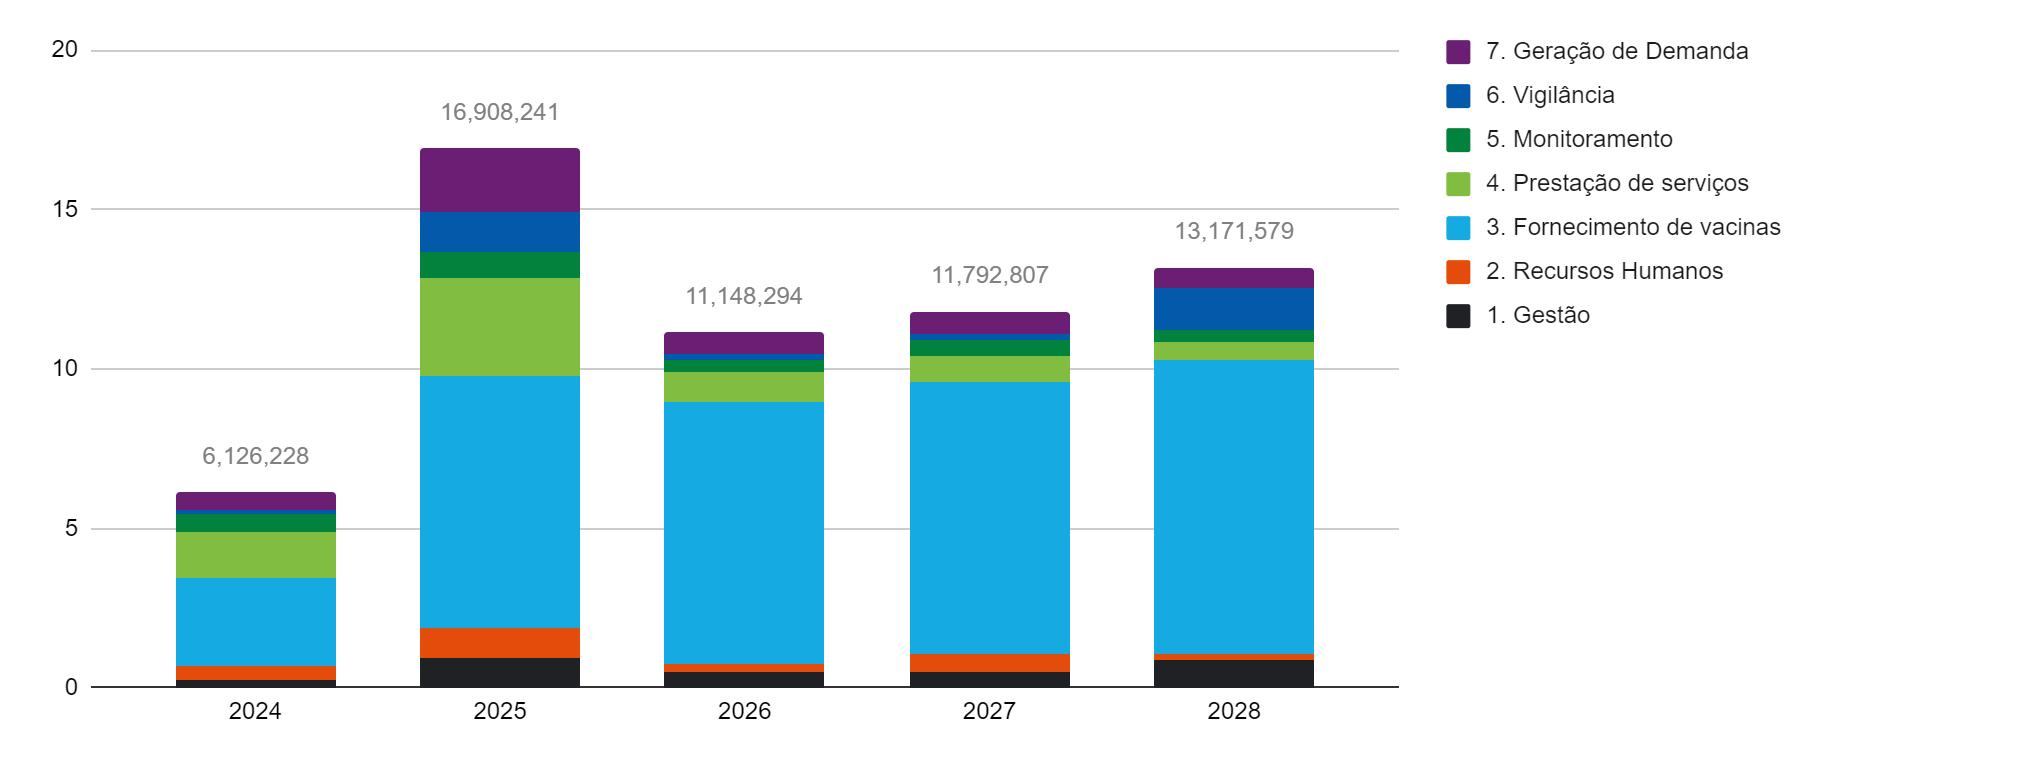 20
15
10
5
0
6,126,228
16,908,241
11,148,294
11,792,807
13,171,579
2024
2025
2026
2027
2028
7. Geração de Demanda
6. Vigilância
5. Monitoramento
4. Prestação de serviços
3. Fornecimento de vacinas
2. Recursos Humanos
1. Gestão